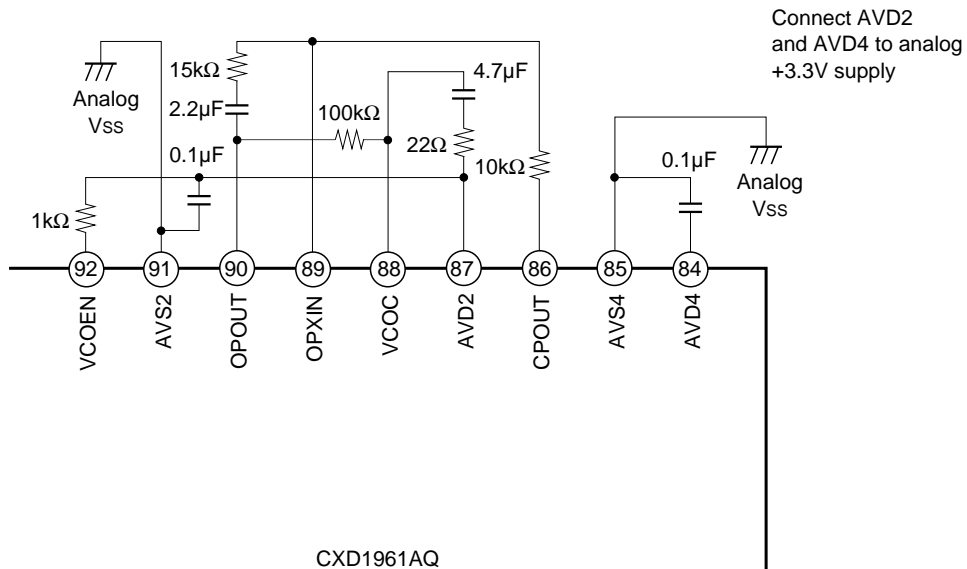 Connect AVD2
and AVD4 to analog
+3.3V supply
Analog
Vss
15kΩ
2.2µF
100kΩ
4.7µF
22Ω
10kΩ
0.1µF
1kΩ
0.1µF
Analog
Vss
92
91
90
89
88
87
86
85
84
VCOEN
AVS2
OPOUT
OPXIN
VCOC
AVD2
CPOUT
AVS4
AVD4
CXD1961AQ